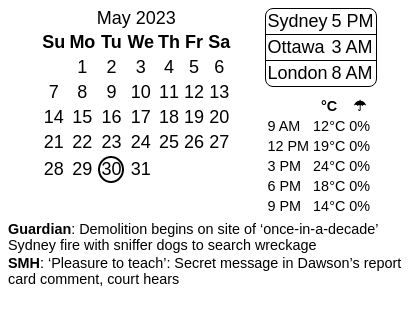 May 2023
Su Mo Tu We Th Fr Sa
1 2 3 4 5 6
7 8 9 10 11 12 13
14 15 16 17 18 19 20
21 22 23 24 25 26 27
28 29 30 31
Sydney 5 PM
Ottawa 3 AM
London 8 AM
°C ☂
9 AM 12°C 0%
12 PM 19°C 0%
3 PM 24°C 0%
6 PM 18°C 0%
9 PM 14°C 0%
Guardian: Demolition begins on site of ‘once-in-a-decade’
Sydney fire with sniffer dogs to search wreckage
SMH: ‘Pleasure to teach’: Secret message in Dawson’s report
card comment, court hears